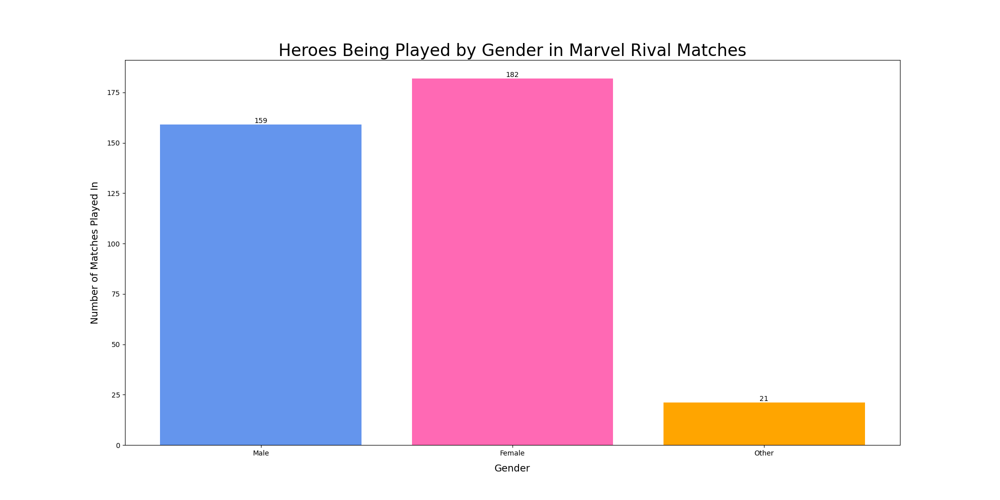 Heroes Being Played by Gender in Marvel Rival Matches
Number of Matches Played In
175
150
125
100
75
50
25
0
159
182
21
Male
Female
Other
Gender